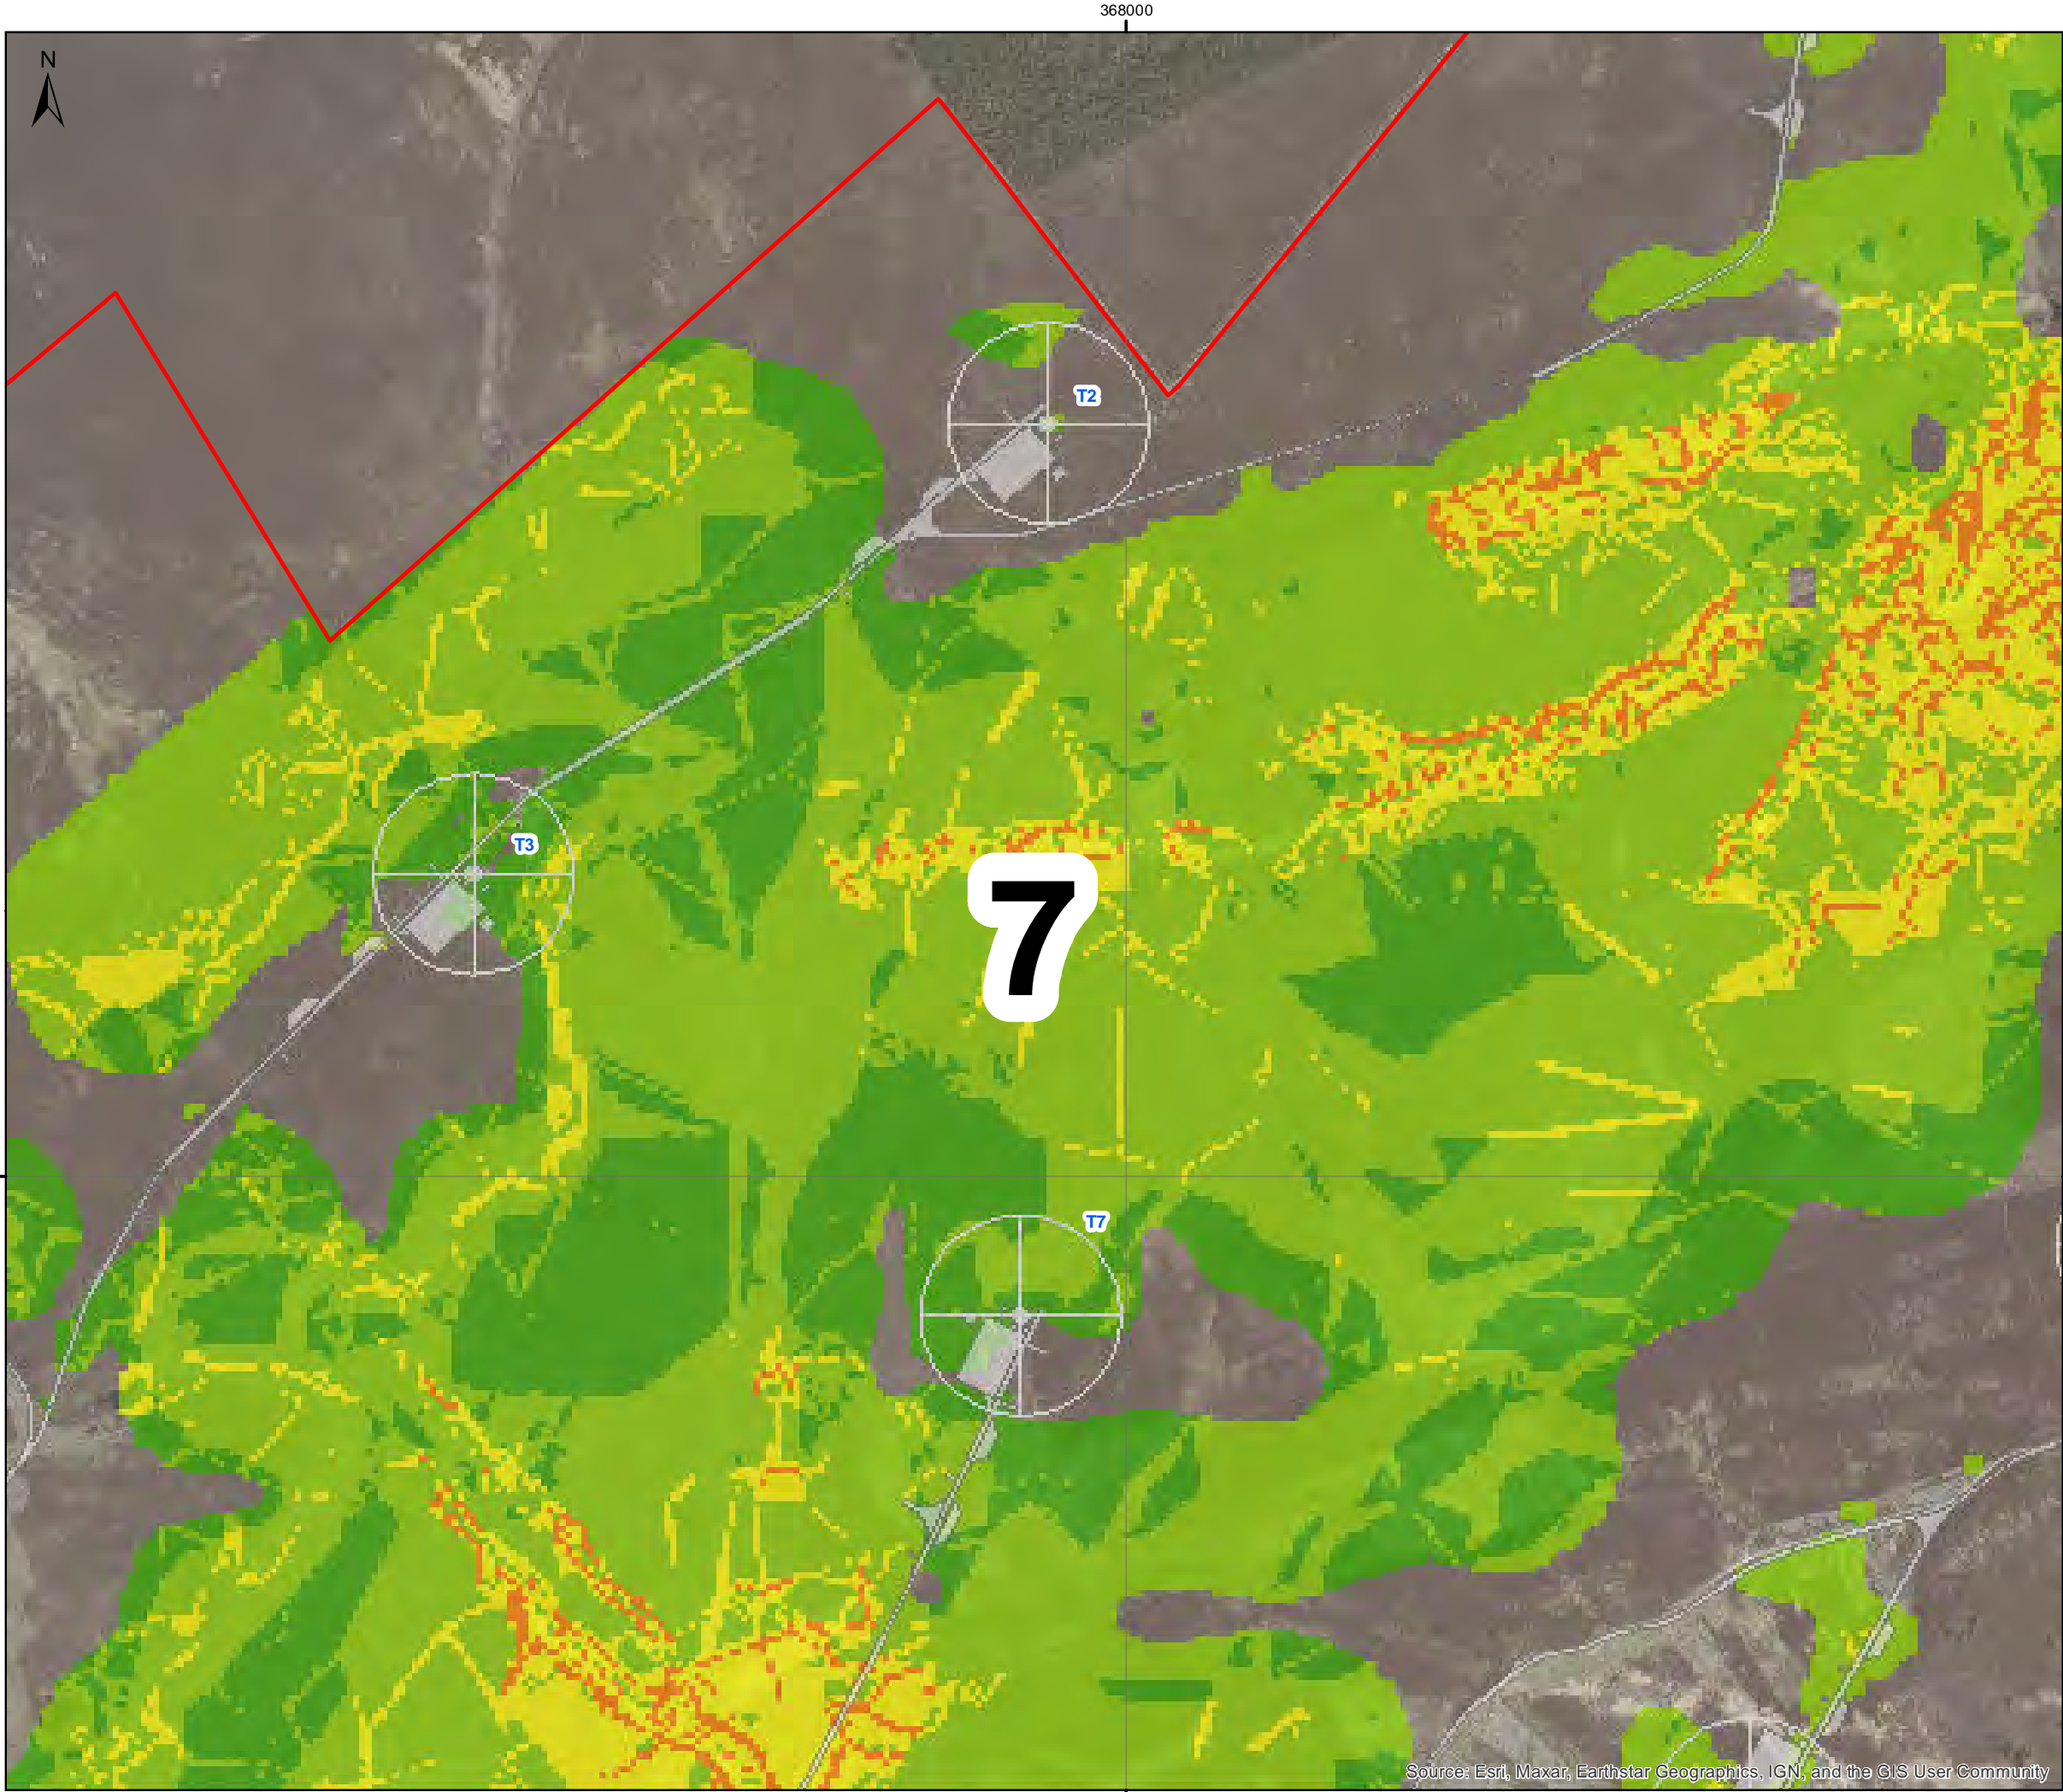 368000
N
T2
T3
7
T7
Source: Esri, Maxar, Earthstar Geographics, IGN, and the GIS User Community